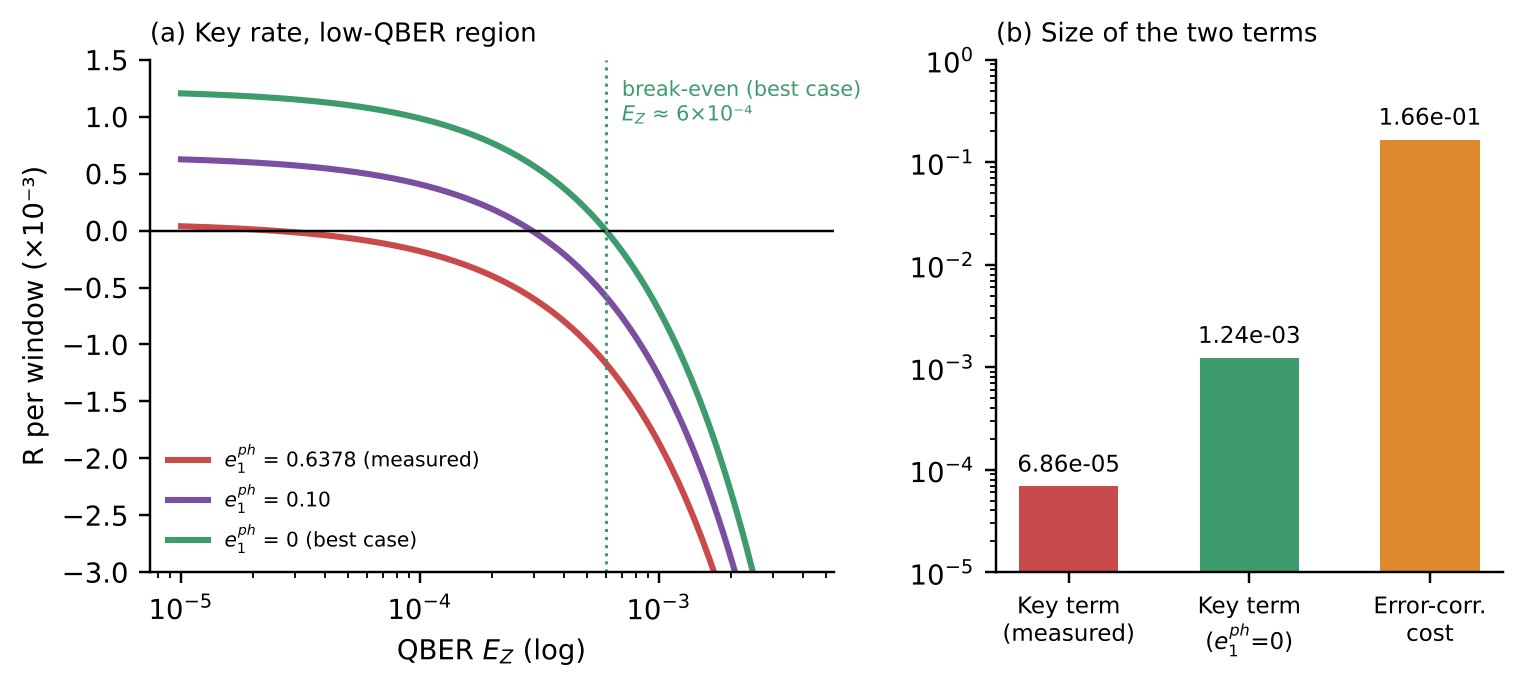 (a) Key rate, low-QBER region
R per window (×10⁻³)
1.5
1.0
0.5
0.0
−0.5
−1.0
−1.5
−2.0
−2.5
−3.0
break-even (best case)
E_Z ≈ 6×10⁻⁴
e₁^{ph} = 0.6378 (measured)
e₁^{ph} = 0.10
e₁^{ph} = 0 (best case)
10⁻⁵ 10⁻⁴ 10⁻³
QBER E_Z (log)
(b) Size of the two terms
10⁰
10⁻¹
10⁻²
10⁻³
10⁻⁴
10⁻⁵
6.86e-05
1.24e-03
1.66e-01
Key term
(measured)
Key term
(e₁^{ph}=0)
Error-corr.
cost